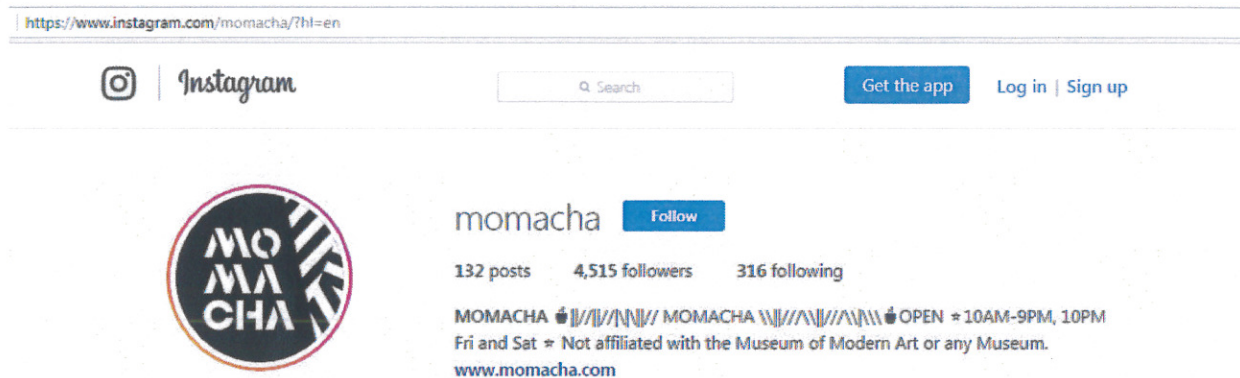 https://www.instagram.com/momacha/?hl=en
Instagram
Search
Get the app
Log in | Sign up
MO
MA
CHA
momacha
Follow
132 posts 4,515 followers 316 following
MOMACHA MOMACHA OPEN 10AM-9PM, 10PM
Fri and Sat Not affiliated with the Museum of Modern Art or any Museum.
www.momacha.com